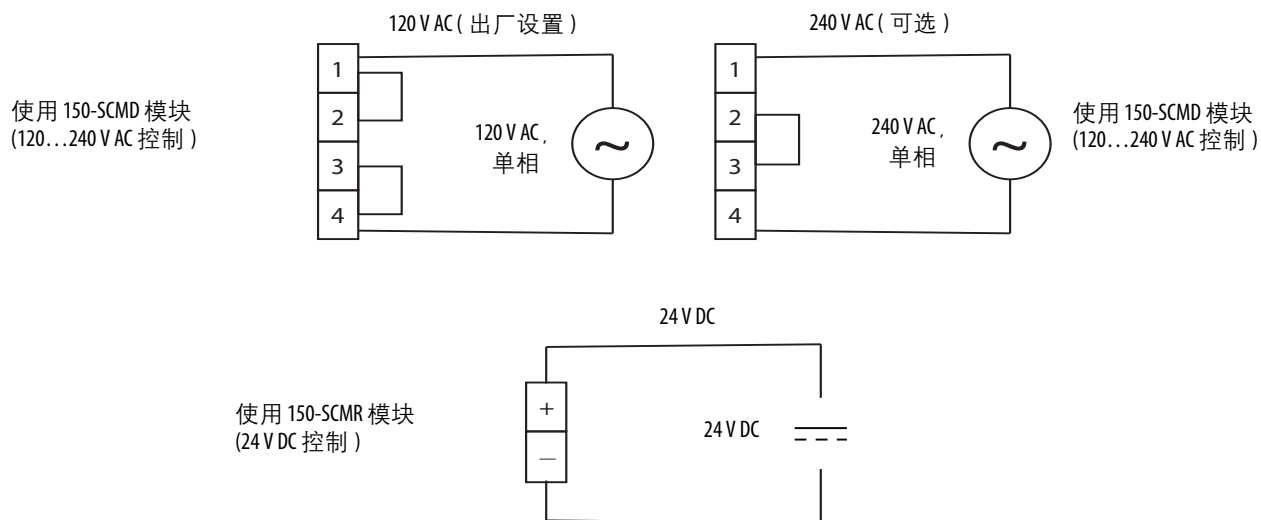 120 V AC ( 出厂设置 )
240 V AC ( 可选 )
使用 150-SCMD 模块
(120…240 V AC 控制 )
1
2
3
4
120 V AC,
单相
~
1
2
3
4
240 V AC,
单相
~
使用 150-SCMD 模块
(120…240 V AC 控制 )
24 V DC
使用 150-SCMR 模块
(24 V DC 控制 )
+
—
24 V DC